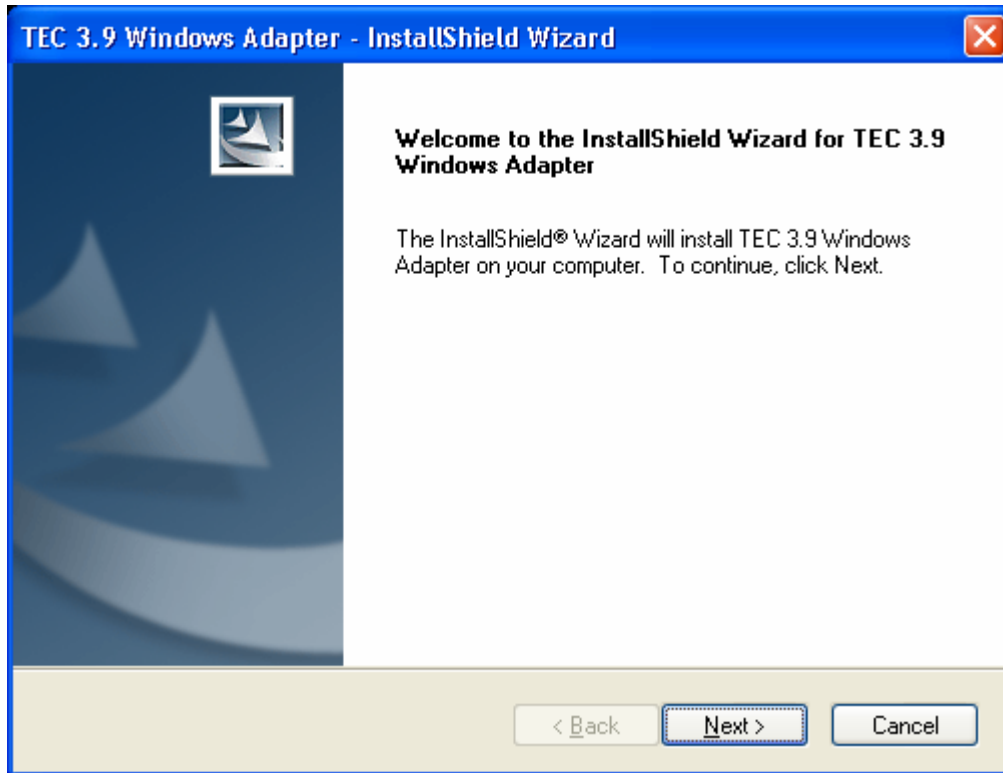 TEC 3.9 Windows Adapter - InstallShield Wizard
Welcome to the InstallShield Wizard for TEC 3.9
Windows Adapter
The InstallShield® Wizard will install TEC 3.9 Windows
Adapter on your computer.  To continue, click Next.
< Back
Next >
Cancel